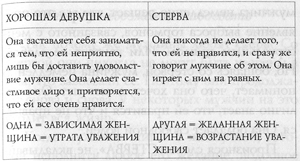 ХОРОШАЯ ДЕВУШКА
Она заставляет себя занимать-
ся тем, что ей неприятно,
лишь бы доставить удовольст-
вие мужчине. Она делает сча-
стливое лицо и притворяется,
что ей все очень нравится.
ОДНА = ЗАВИСИМАЯ ЖЕН-
ЩИНА = УТРАТА УВАЖЕНИЯ
СТЕРВА
Она никогда не делает того,
что ей не нравится, и сразу же
говорит мужчине об этом. Она
играет с ним на равных.
ДРУГАЯ = ЖЕЛАННАЯ ЖЕН-
ЩИНА = ВОЗРАСТАНИЕ УВА-
ЖЕНИЯ